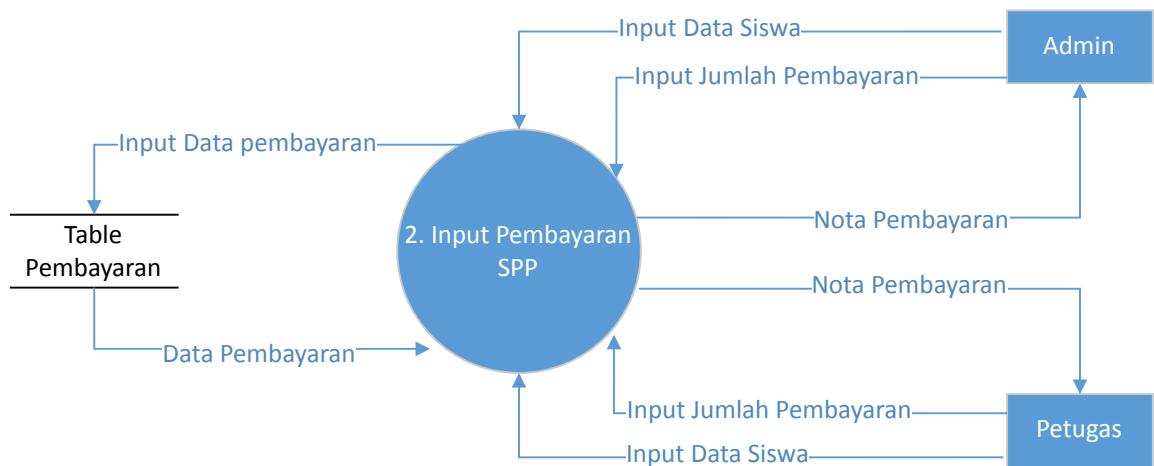 Input Data Siswa
Admin
Input Jumlah Pembayaran
Input Data pembayaran
Nota Pembayaran
Table
Pembayaran
2. Input Pembayaran
SPP
Nota Pembayaran
Data Pembayaran
Input Jumlah Pembayaran
Petugas
Input Data Siswa